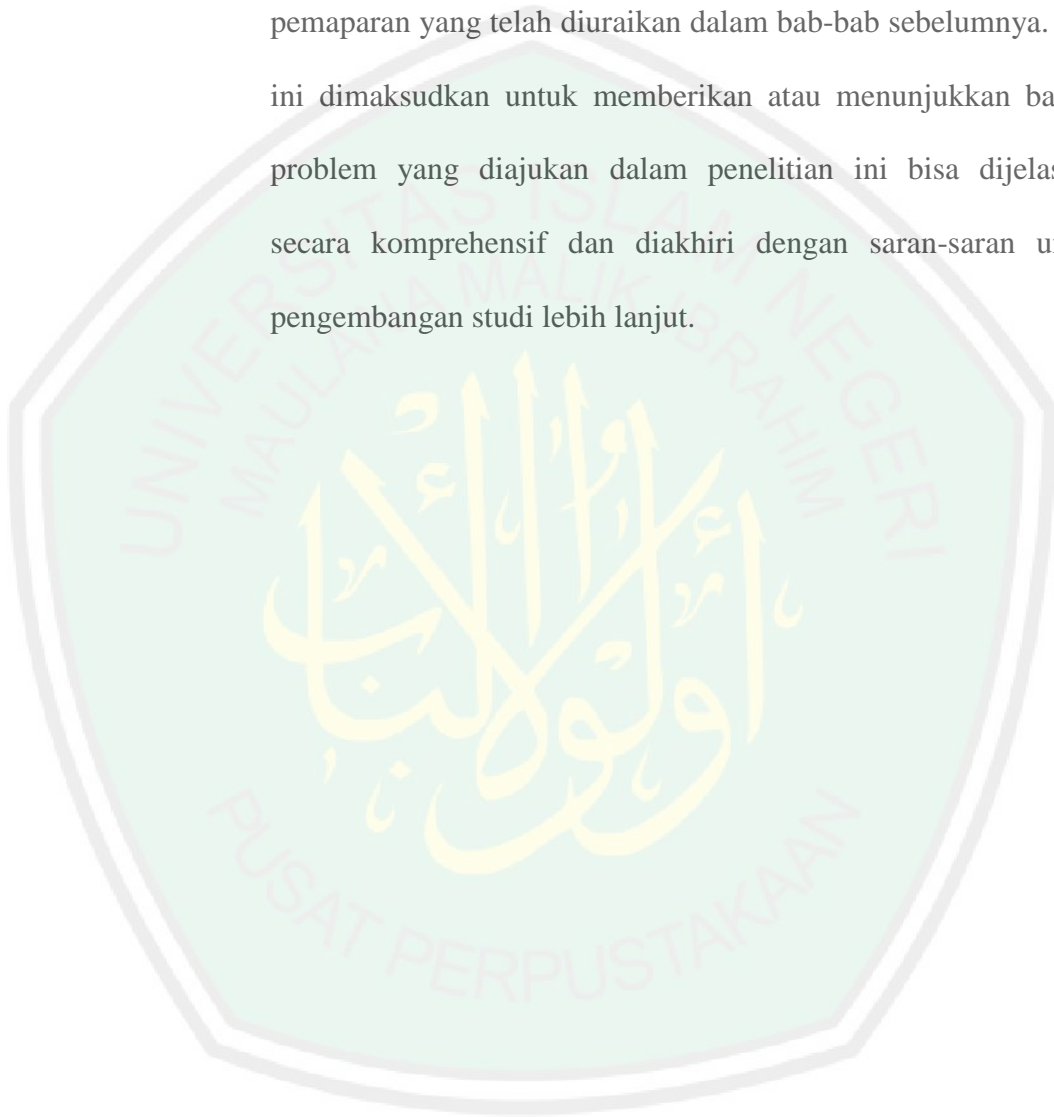 pemaparan yang telah diuraikan dalam bab-bab sebelumnya.
ini dimaksudkan untuk memberikan atau menunjukkan
problem yang diajukan dalam penelitian ini bisa
secara komprehensif dan diakhiri dengan saran-saran
pengembangan studi lebih lanjut.
UNIVERSITAS ISLAM NEGERI
MAULANA MALIK IBRAHIM
PUSAT PERPUSTAKAAN